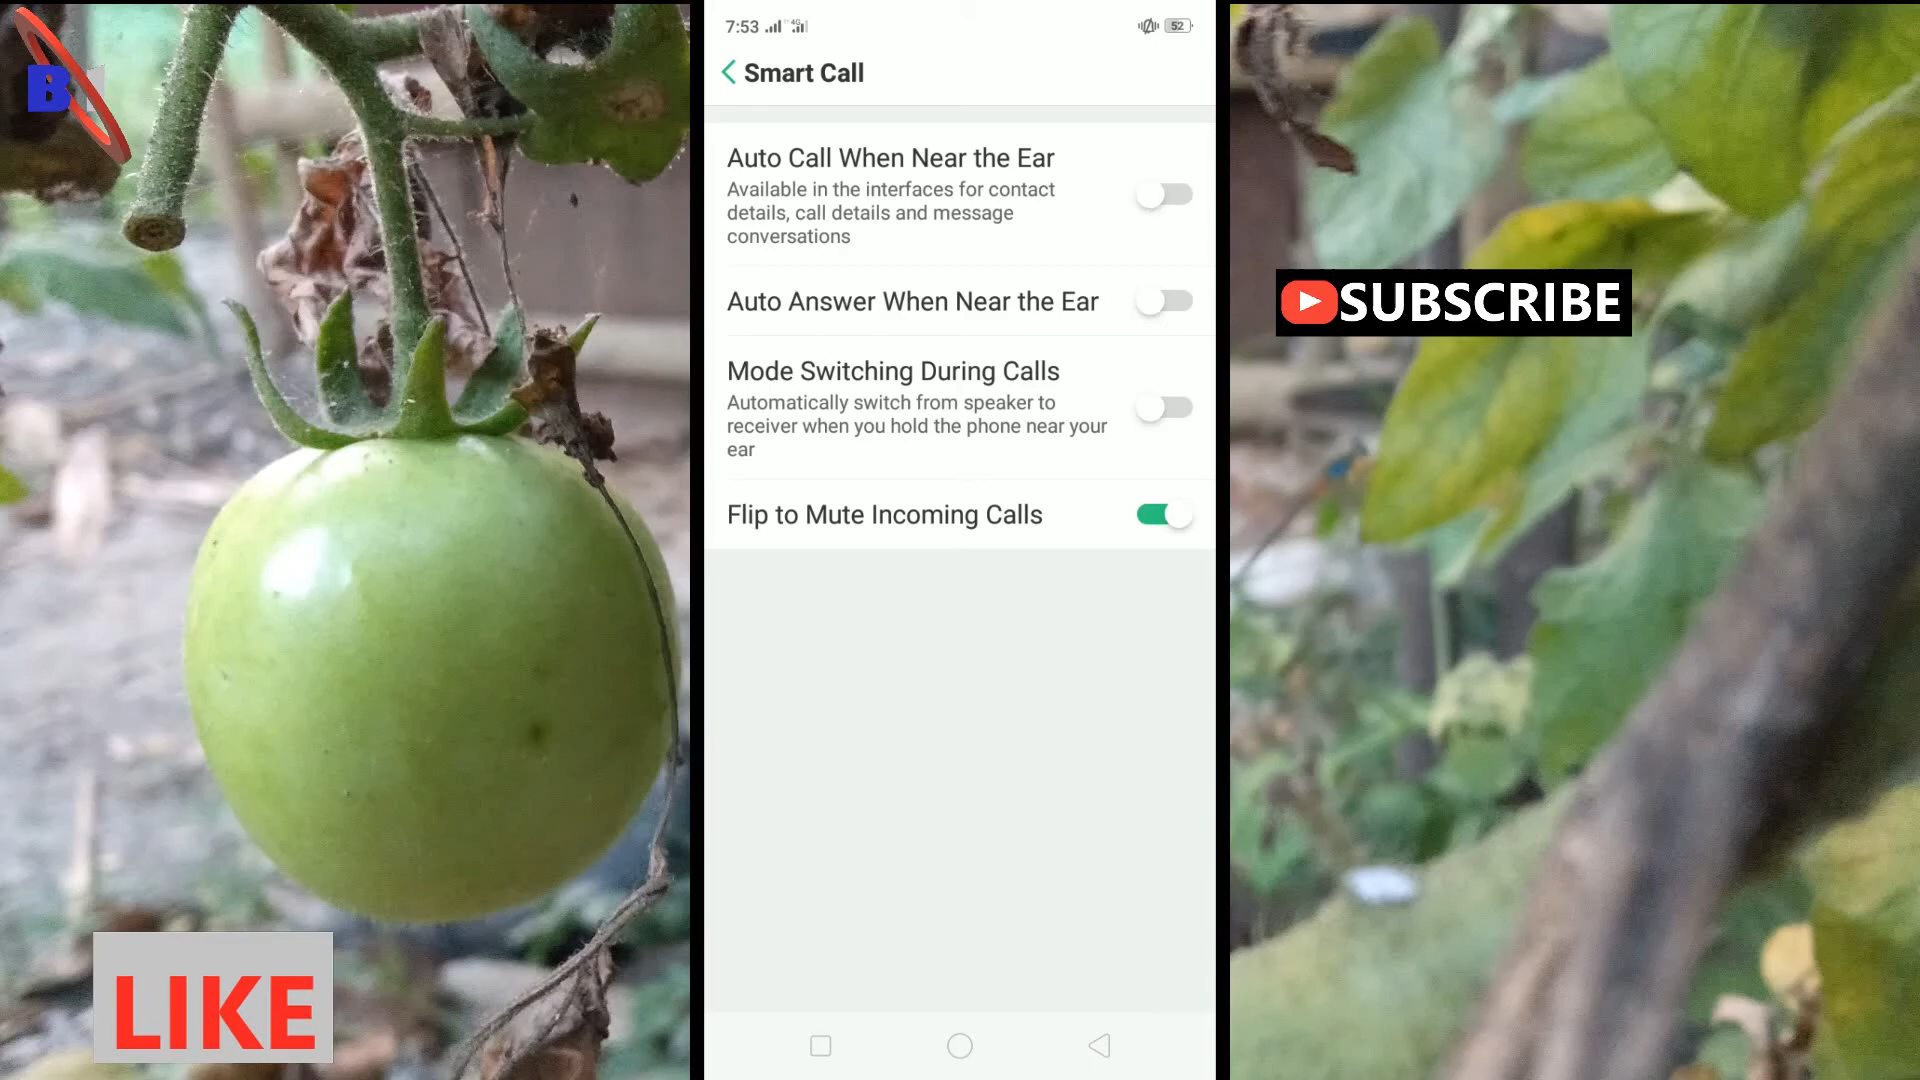 B
7:53 4G 52
Smart Call
Auto Call When Near the Ear
Available in the interfaces for contact
details, call details and message
conversations
Auto Answer When Near the Ear
Mode Switching During Calls
Automatically switch from speaker to
receiver when you hold the phone near your
ear
Flip to Mute Incoming Calls
SUBSCRIBE
LIKE